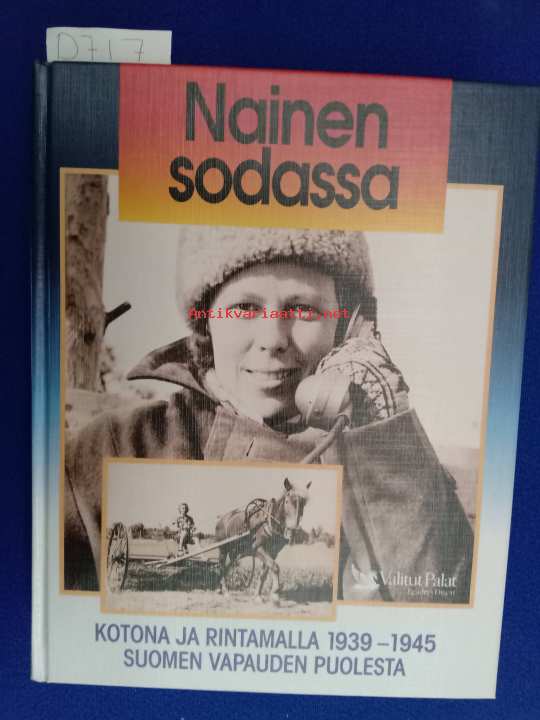 D717
Nainen
sodassa
Antikvariaatti.net
Valitut Palat
Reader's Digest
KOTONA JA RINTAMALLA 1939–1945
SUOMEN VAPAUDEN PUOLESTA